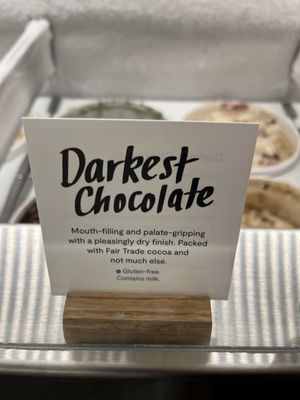 Darkest
Chocolate
Mouth-filling and palate-gripping
with a pleasingly dry finish. Packed
with Fair Trade cocoa and
not much else.
Gluten-free.
Contains milk.